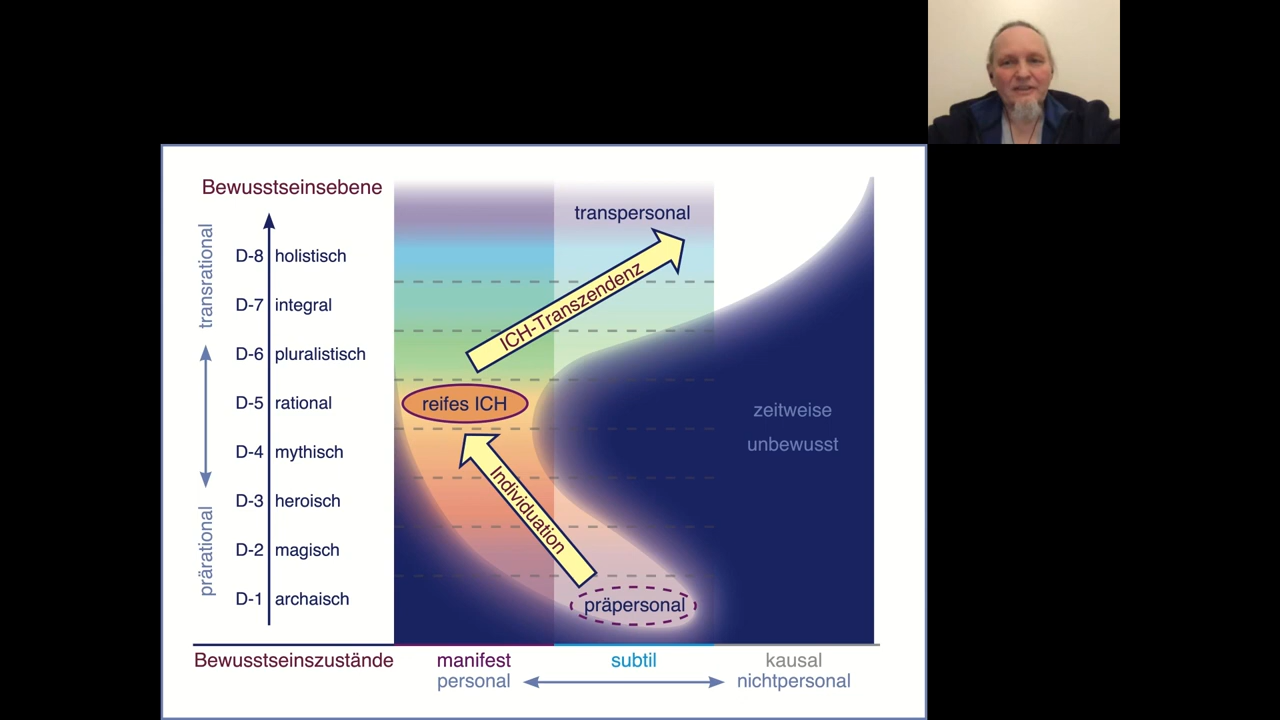 Bewusstseinsebene
transrational
prärational
D-8 holistisch
D-7 integral
D-6 pluralistisch
D-5 rational
D-4 mythisch
D-3 heroisch
D-2 magisch
D-1 archaisch
transpersonal
ICH-Transzendenz
reifes ICH
Individuation
präpersonal
zeitweise
unbewusst
Bewusstseinszustände
manifest
personal
subtil
kausal
nichtpersonal